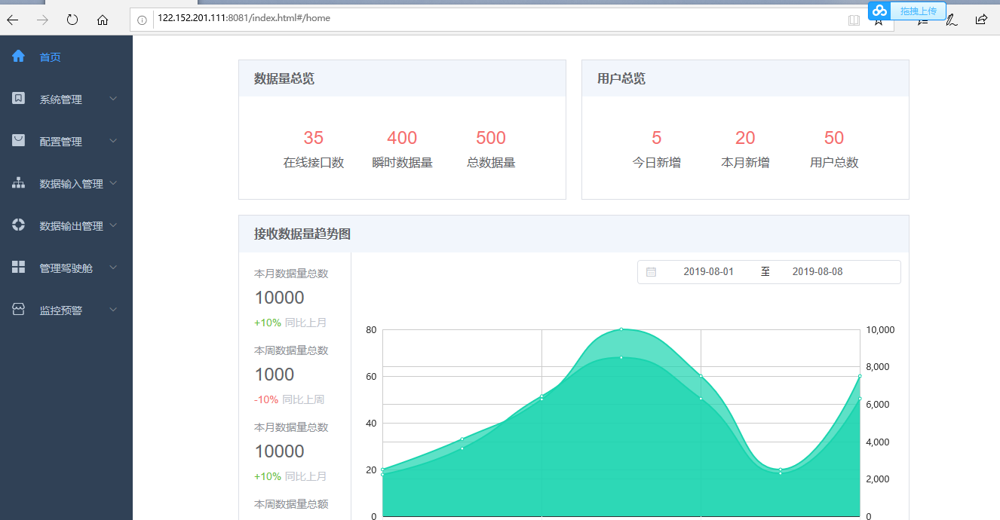 122.152.201.111:8081/index.html#/home
拖拽上传
首页
系统管理
配置管理
数据输入管理
数据输出管理
管理驾驶舱
监控预警
数据量总览
35
400
500
在线接口数
瞬时数据量
总数据量
用户总览
5
20
50
今日新增
本月新增
用户总数
接收数据量趋势图
本月数据量总数
10000
+10% 同比上月
本周数据量总数
1000
-10% 同比上周
本月数据量总数
10000
+10% 同比上月
本周数据量总额
2019-08-01 至 2019-08-08
80
60
40
20
0
10,000
8,000
6,000
4,000
2,000
0